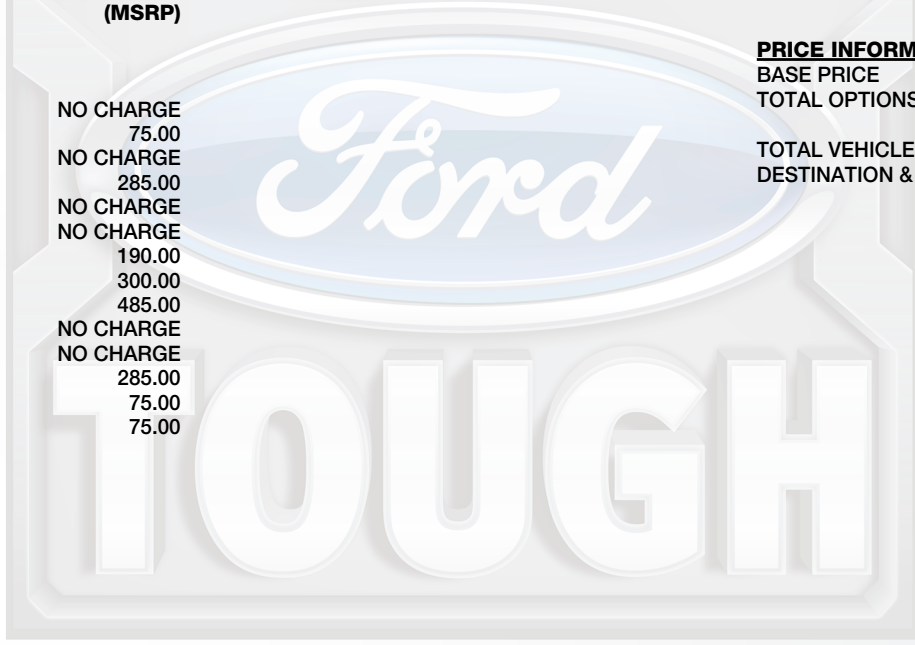 (MSRP)
NO CHARGE
75.00
NO CHARGE
285.00
NO CHARGE
NO CHARGE
190.00
300.00
485.00
NO CHARGE
NO CHARGE
285.00
75.00
75.00
PRICE INFORM
BASE PRICE
TOTAL OPTIONS
TOTAL VEHICLE
DESTINATION &
Ford
TOUGH